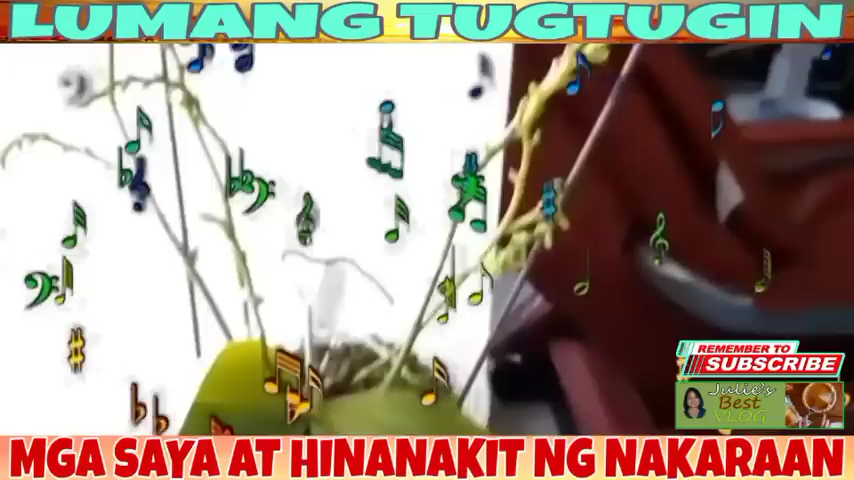 LUMANG TUGTUGIN
REMEMBER TO
SUBSCRIBE
Julie's
Best
VLOG
MGA SAYA AT HINANAKIT NG NAKARAAN